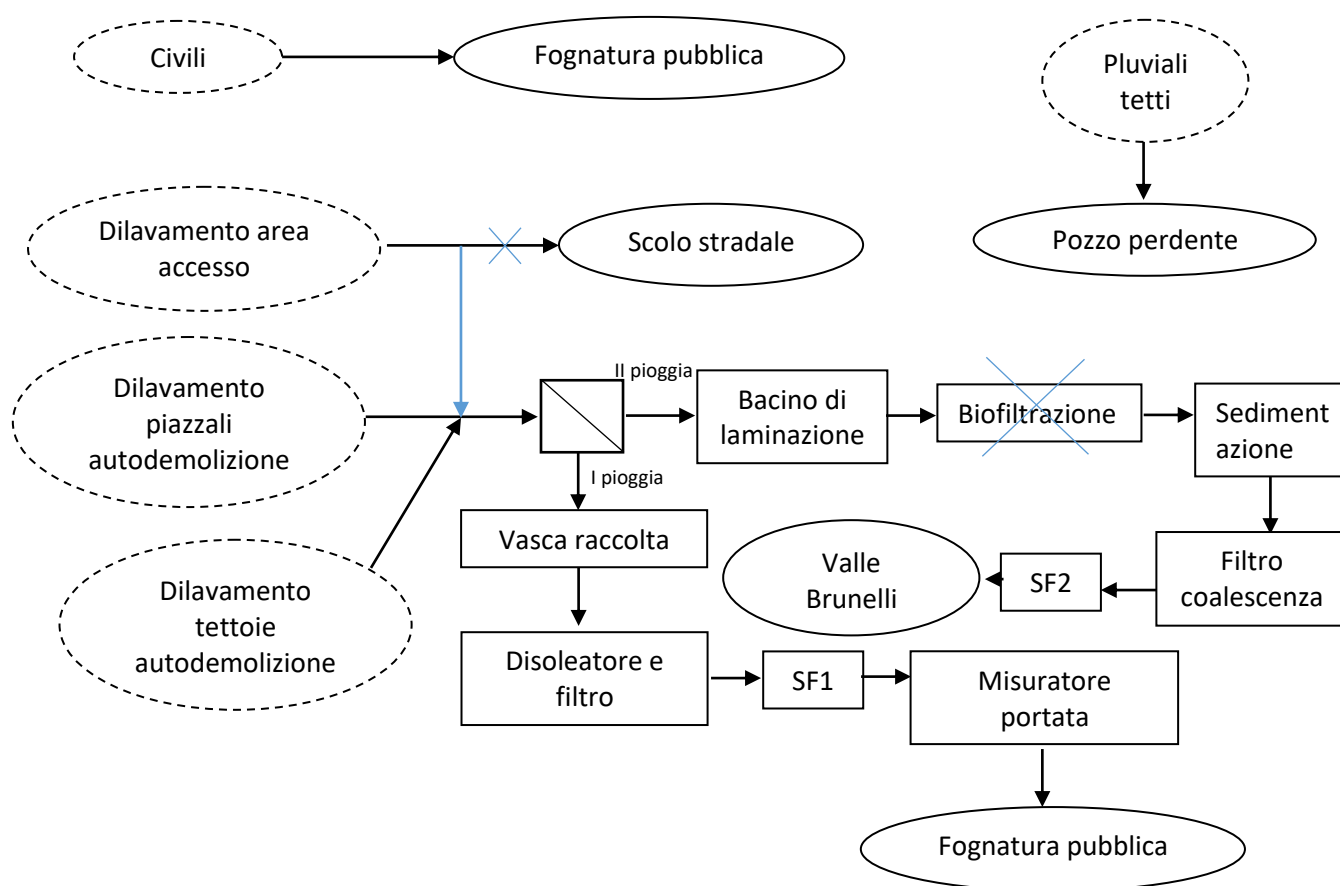 Civili
Fognatura pubblica
Pluviali
tetti
Dilavamento area
accesso
Scolo stradale
Pozzo perdente
Dilavamento
piazzali
autodemolizione
II pioggia
Bacino di
laminazione
Biofiltrazione
Sediment
azione
I pioggia
Vasca raccolta
Valle
Brunelli
SF2
Filtro
coalescenza
Dilavamento
tettoie
autodemolizione
Disoleatore e
filtro
SF1
Misuratore
portata
Fognatura pubblica